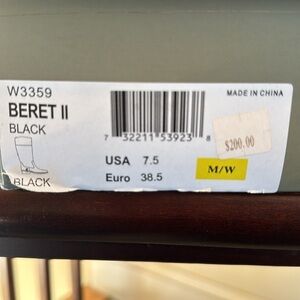 W3359
BERET II
BLACK
MADE IN CHINA
7 32211 53923 8
$200.00
USA 7.5
Euro 38.5
M/W
BLACK